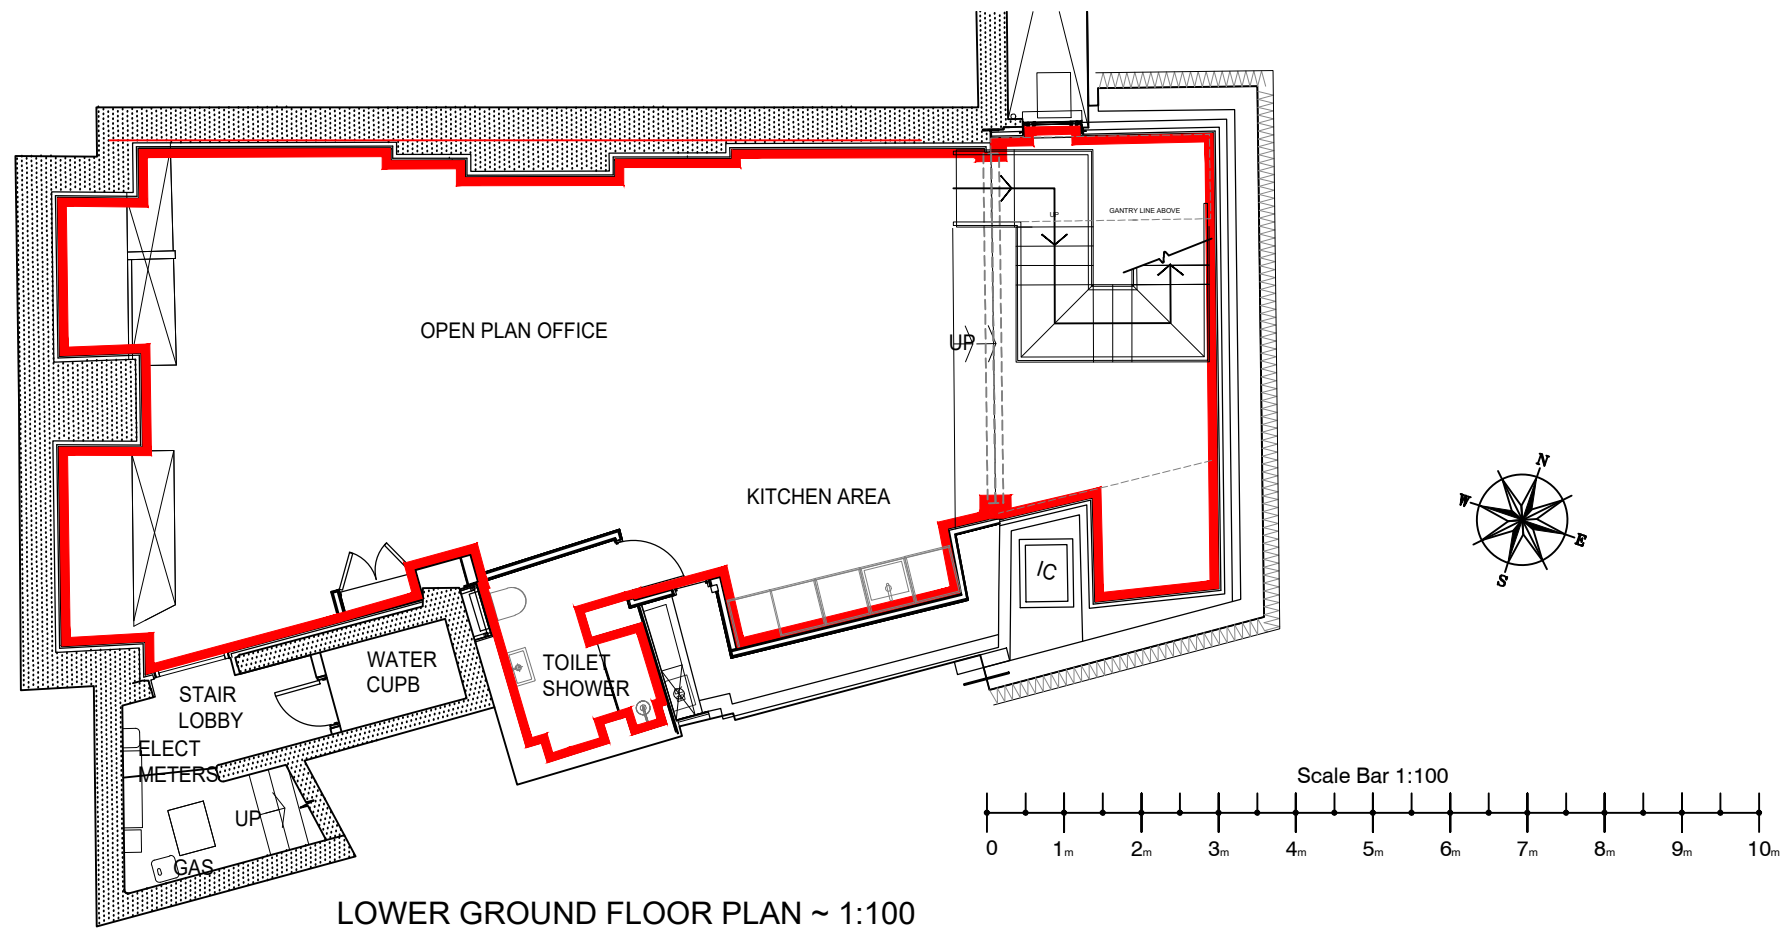 UP
GANTRY LINE ABOVE
OPEN PLAN OFFICE
UP
KITCHEN AREA
N
W
E
S
IC
TOILET
SHOWER
WATER
CUPB
STAIR
LOBBY
ELECT
METERS
UP
GAS
Scale Bar 1:100
0 1m 2m 3m 4m 5m 6m 7m 8m 9m 10m
LOWER GROUND FLOOR PLAN ~ 1:100